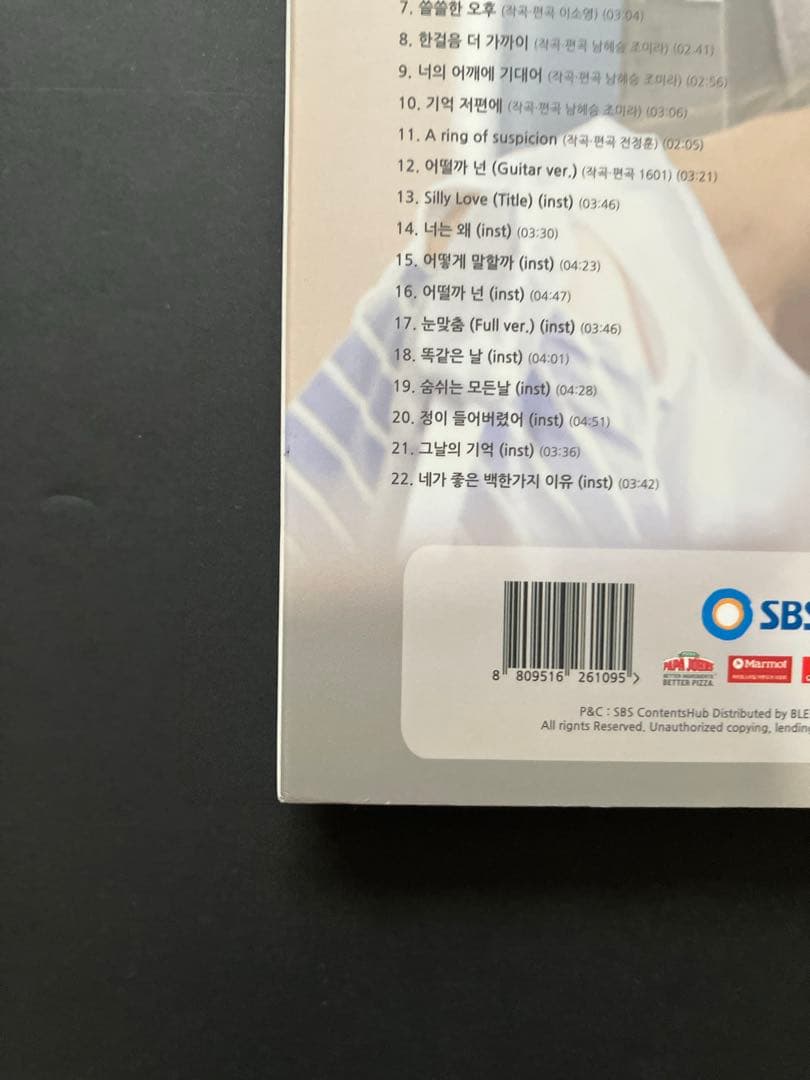 7. 쓸쓸한 오후 (작곡·편곡 이소영) (03:04)
8. 한걸음 더 가까이 (작곡·편곡 남혜승 조미라) (02:41)
9. 너의 어깨에 기대어 (작곡·편곡 남혜승 조미라) (02:56)
10. 기억 저편에 (작곡·편곡 남혜승 조미라) (03:06)
11. A ring of suspicion (작곡·편곡 전정훈) (02:05)
12. 어떨까 넌 (Guitar ver.) (작곡·편곡 1601) (03:21)
13. Silly Love (Title) (inst) (03:46)
14. 너는 왜 (inst) (03:30)
15. 어떻게 말할까 (inst) (04:23)
16. 어떨까 넌 (inst) (04:47)
17. 눈맞춤 (Full ver.) (inst) (03:46)
18. 똑같은 날 (inst) (04:01)
19. 숨쉬는 모든날 (inst) (04:28)
20. 정이 들어버렸어 (inst) (04:51)
21. 그날의 기억 (inst) (03:36)
22. 네가 좋은 백한가지 이유 (inst) (03:42)
SBS
8 809516 261095 >
PAPA JOHN'S
BETTER INGREDIENTS.
BETTER PIZZA.
Marmot
P&C : SBS ContentsHub Distributed by BLE
All rights Reserved. Unauthorized copying, lending